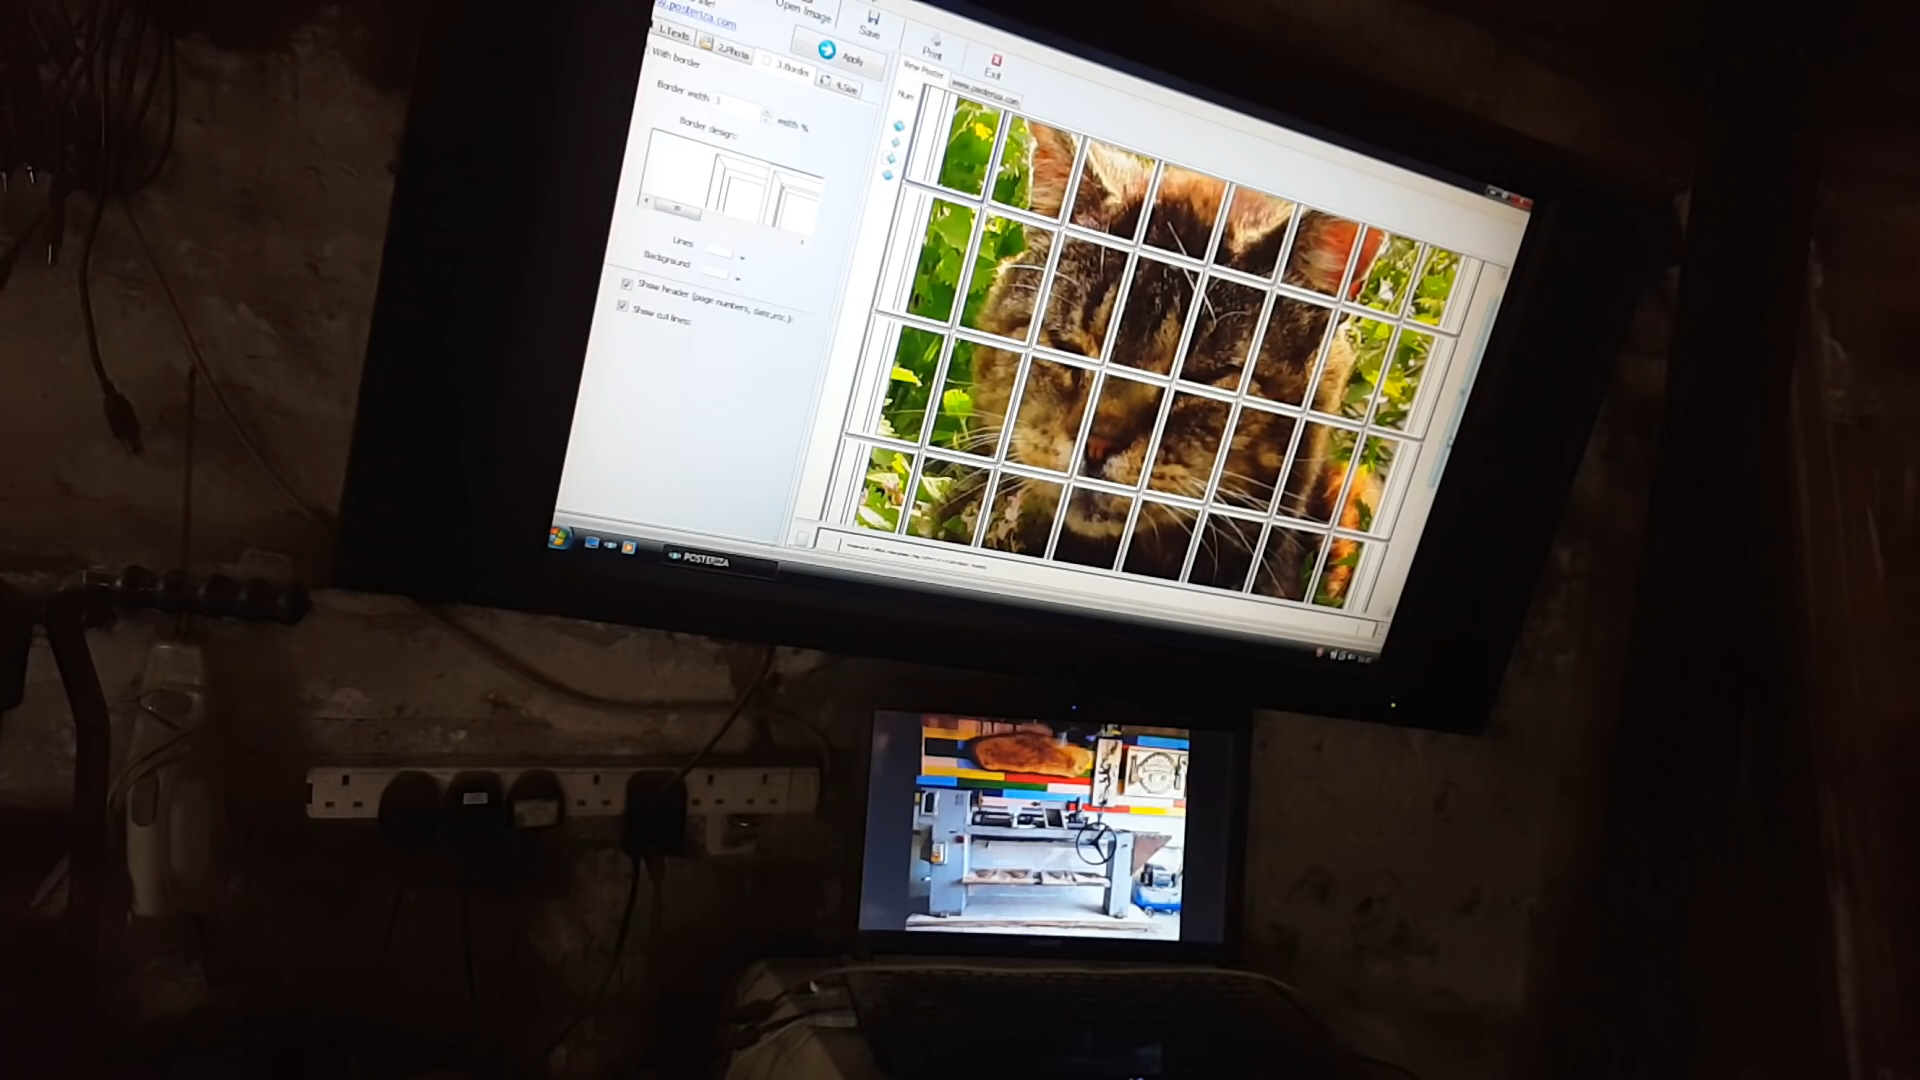 w.posteriza.com
Open Image
Save
Print
Exit
1.Texts
2.Photo
3.Border
4.Size
Apply
With border
Border width 3 width %
Border design:
Lines
Background
Show header (page numbers, date,etc.):
Show cut lines:
View Poster
www.posteriza.com
Num
POSTERIZA